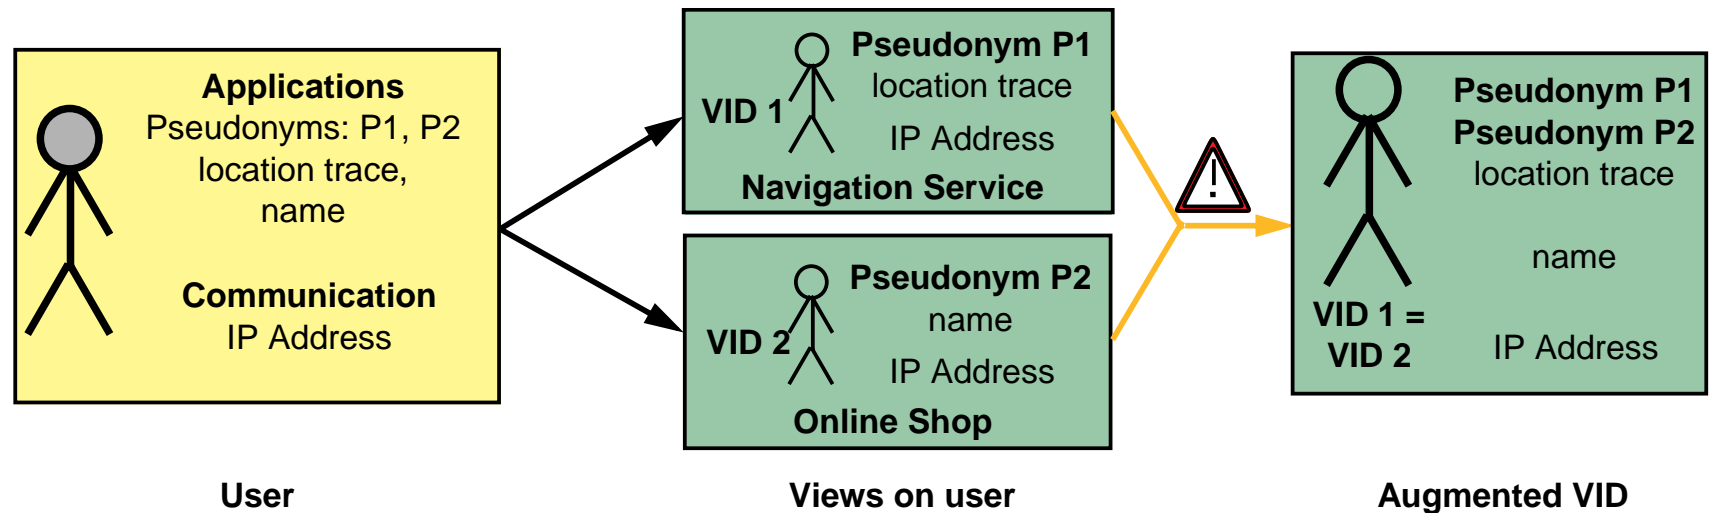 Applications
Pseudonyms: P1, P2
location trace,
name
Communication
IP Address
User
Pseudonym P1
location trace
VID 1
IP Address
Navigation Service
Pseudonym P2
name
VID 2
IP Address
Online Shop
Views on user
!
Pseudonym P1
Pseudonym P2
location trace
name
VID 1 =
VID 2
IP Address
Augmented VID